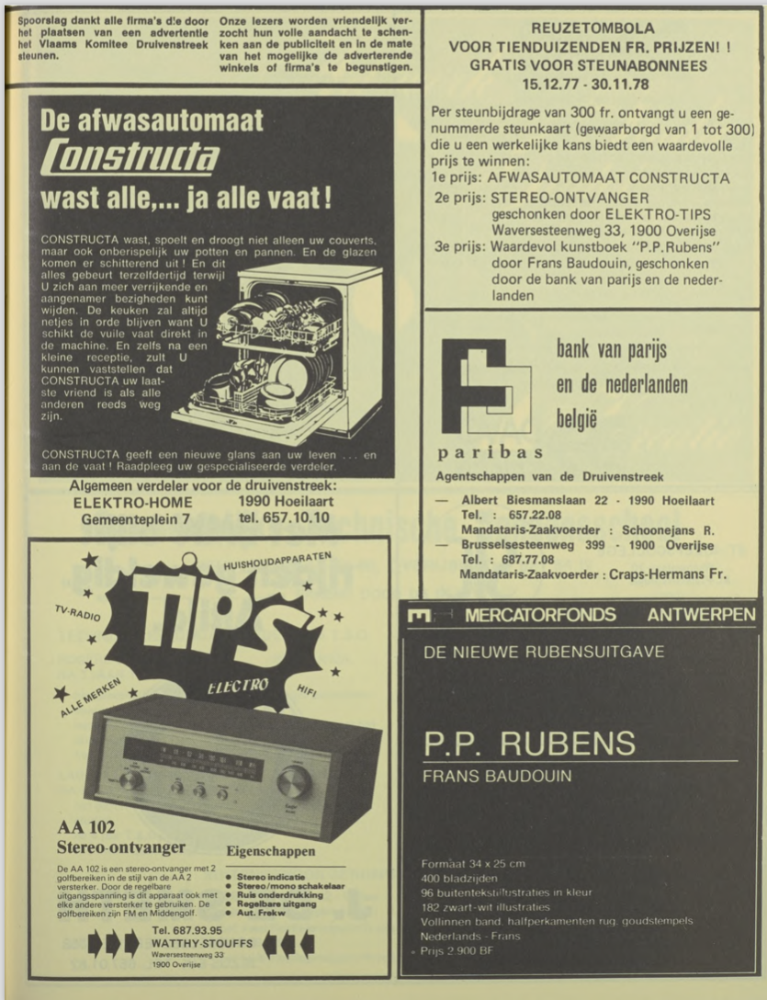 Spoorslag dankt alle firma's die door
het plaatsen van een advertentie
het Vlaams Komitee Druivenstreek
steunen.
Onze lezers worden vriendelijk ver-
zocht hun volle aandacht te schen-
ken aan de publiciteit en in de mate
van het mogelijke de adverterende
winkels of firma's te begunstigen.
De afwasautomaat
Constructa
wast alle,... ja alle vaat!
CONSTRUCTA wast, spoelt en droogt niet alleen uw couverts,
maar ook onberispelijk uw potten en pannen. En de glazen
komen er schitterend uit! En dit
alles gebeurt terzelfdertijd terwijl
U zich aan meer verrijkende en
aangenamer bezigheden kunt
wijden. De keuken zal altijd
netjes in orde blijven want U
schikt de vuile vaat direkt in
de machine. En zelfs na een
kleine receptie, zult U
kunnen vaststellen dat
CONSTRUCTA uw laat-
ste vriend is als alle
anderen reeds weg
zijn.
CONSTRUCTA geeft een nieuwe glans aan uw leven ... en
aan de vaat! Raadpleeg uw gespecialiseerde verdeler.
Algemeen verdeler voor de druivenstreek:
ELEKTRO-HOME 1990 Hoeilaart
Gemeenteplein 7 tel. 657.10.10
HUISHOUDAPPARATEN
TV-RADIO
TIPS
ELECTRO
HIFI
ALLE MERKEN
AA 102
Stereo-ontvanger
De AA 102 is een stereo-ontvanger met 2
golfbereiken in de stijl van de AA 2
versterker. Door de regelbare
uitgangsspanning is dit apparaat ook met
elke andere versterker te gebruiken. De
golfbereiken zijn FM en Middengolf.
Eigenschappen
● Stereo indicatie
● Stereo/mono schakelaar
● Ruis onderdrukking
● Regelbare uitgang
● Aut. Frekw
Tel. 687.93.95
WATTHY-STOUFFS
Waversesteenweg 33
1900 Overijse
REUZETOMBOLA
VOOR TIENDUIZENDEN FR. PRIJZEN! !
GRATIS VOOR STEUNABONNEES
15.12.77 - 30.11.78
Per steunbijdrage van 300 fr. ontvangt u een ge-
nummerde steunkaart (gewaarborgd van 1 tot 300)
die u een werkelijke kans biedt een waardevolle
prijs te winnen:
1e prijs: AFWASAUTOMAAT CONSTRUCTA
2e prijs: STEREO-ONTVANGER
geschonken door ELEKTRO-TIPS
Waversesteenweg 33, 1900 Overijse
3e prijs: Waardevol kunstboek "P.P.Rubens"
door Frans Baudouin, geschonken
door de bank van parijs en de neder-
landen
bank van parijs
en de nederlanden
belgië
paribas
Agentschappen van de Druivenstreek
— Albert Biesmanslaan 22 - 1990 Hoeilaart
Tel. : 657.22.08
Mandataris-Zaakvoerder : Schoonejans R.
— Brusselsesteenweg 399 - 1900 Overijse
Tel. : 687.77.08
Mandataris-Zaakvoerder : Craps-Hermans Fr.
MERCATORFONDS ANTWERPEN
DE NIEUWE RUBENSUITGAVE
P.P. RUBENS
FRANS BAUDOUIN
Formaat 34 x 25 cm
400 bladzijden
96 buitentekstillustraties in kleur
182 zwart-wit illustraties
Vollinnen band, halfperkamenten rug, goudstempels
Nederlands - Frans
Prijs 2.900 BF